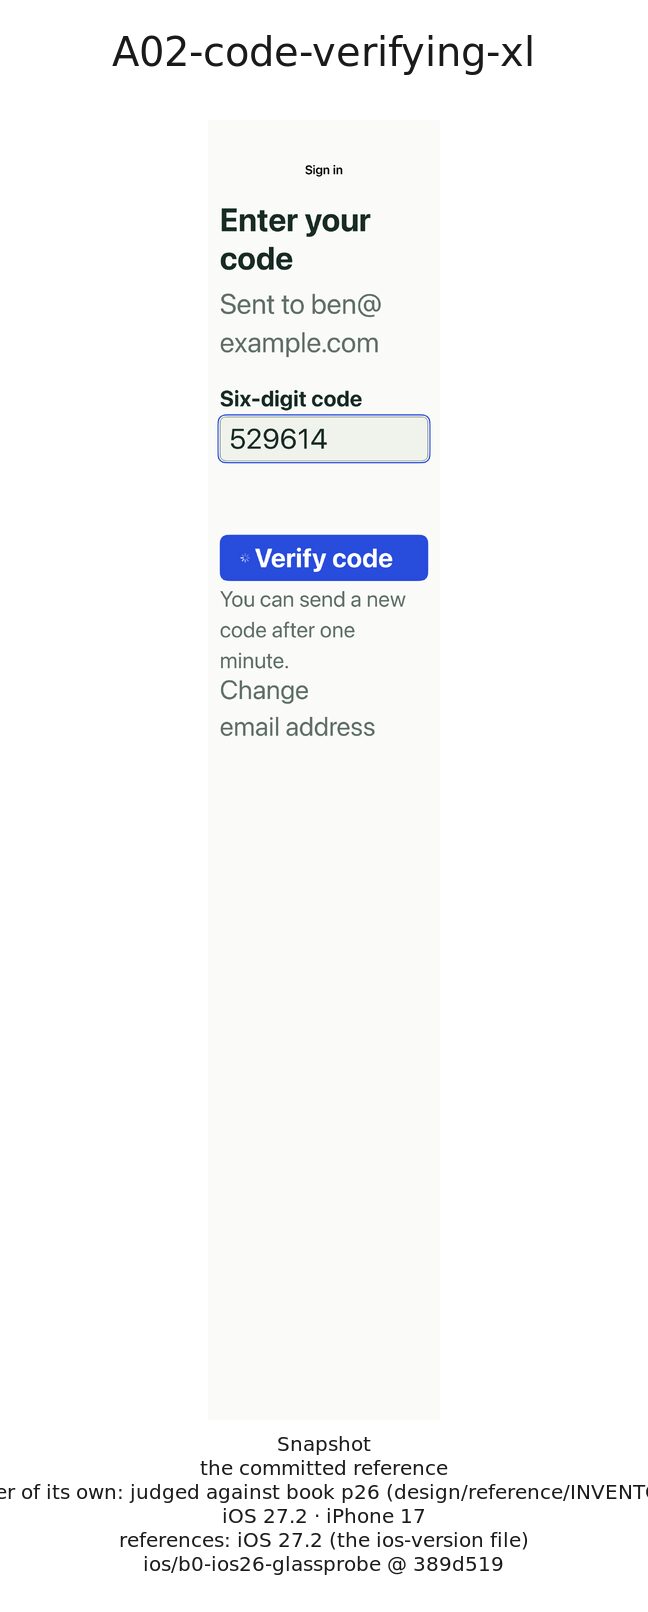 A02-code-verifying-xl
Sign in
Enter your
code
Sent to ben@
example.com
Six-digit code
529614
Verify code
You can send a new
code after one
minute.
Change
email address
Snapshot
the committed reference
of its own: judged against book p26 (design/reference/
iOS 27.2 · iPhone 17
references: iOS 27.2 (the ios-version file)
ios/b0-ios26-glassprobe @ 389d519